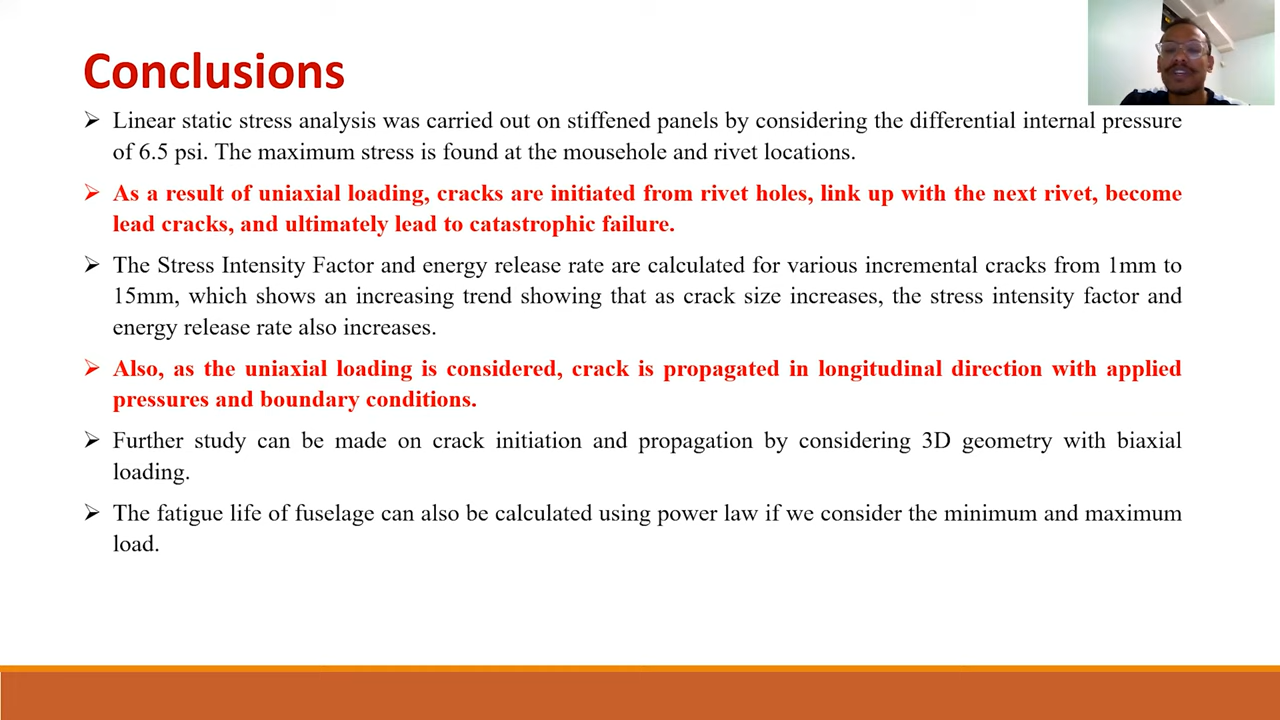 Conclusions
Linear static stress analysis was carried out on stiffened panels by considering the differential internal pressure
of 6.5 psi. The maximum stress is found at the mousehole and rivet locations.
As a result of uniaxial loading, cracks are initiated from rivet holes, link up with the next rivet, become
lead cracks, and ultimately lead to catastrophic failure.
The Stress Intensity Factor and energy release rate are calculated for various incremental cracks from 1mm to
15mm, which shows an increasing trend showing that as crack size increases, the stress intensity factor and
energy release rate also increases.
Also, as the uniaxial loading is considered, crack is propagated in longitudinal direction with applied
pressures and boundary conditions.
Further study can be made on crack initiation and propagation by considering 3D geometry with biaxial
loading.
The fatigue life of fuselage can also be calculated using power law if we consider the minimum and maximum
load.